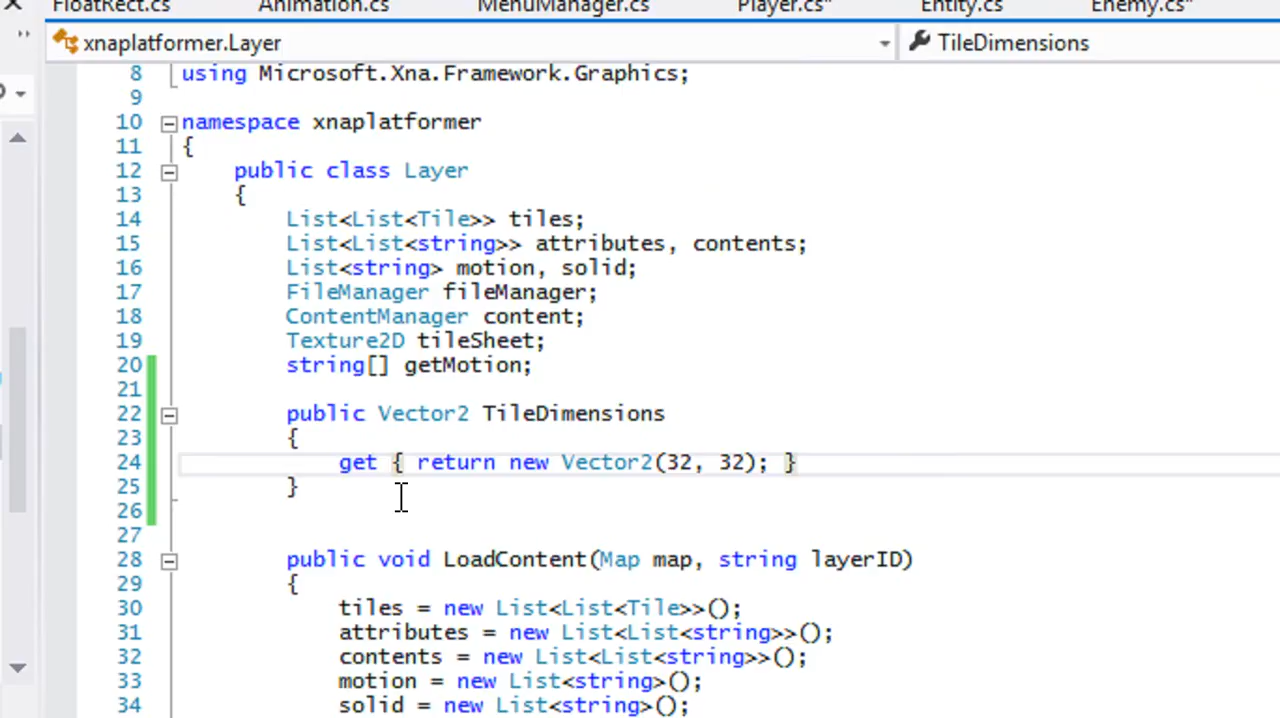 FloatRect.cs Animation.cs MenuManager.cs Player.cs* Entity.cs Enemy.cs*
xnaplatformer.Layer TileDimensions
8 using Microsoft.Xna.Framework.Graphics;
9
10 namespace xnaplatformer
11 {
12 public class Layer
13 {
14 List<List<Tile>> tiles;
15 List<List<string>> attributes, contents;
16 List<string> motion, solid;
17 FileManager fileManager;
18 ContentManager content;
19 Texture2D tileSheet;
20 string[] getMotion;
21
22 public Vector2 TileDimensions
23 {
24 get { return new Vector2(32, 32); }
25 }
26
27
28 public void LoadContent(Map map, string layerID)
29 {
30 tiles = new List<List<Tile>>();
31 attributes = new List<List<string>>();
32 contents = new List<List<string>>();
33 motion = new List<string>();
34 solid = new List<string>();